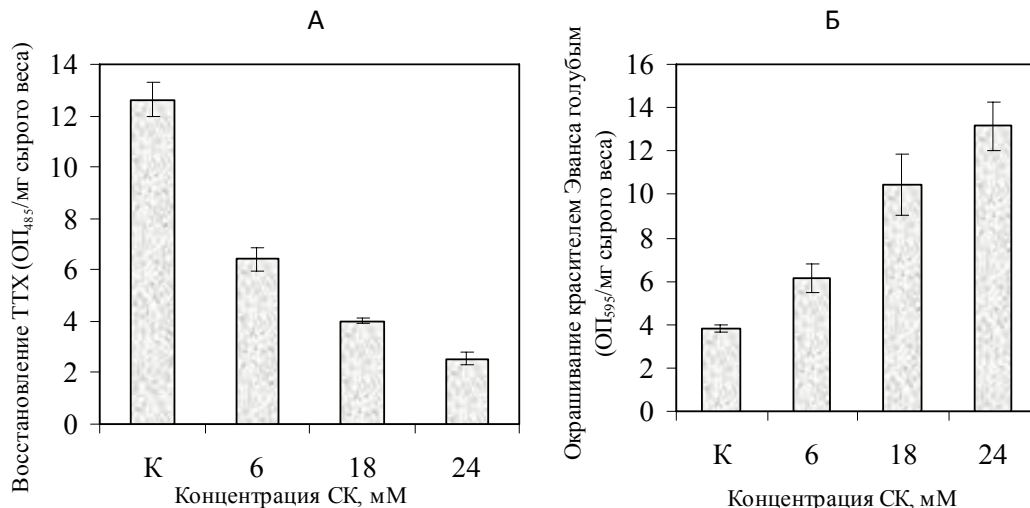 А
Восстановление ТТХ (ОП485/мг сырого веса)
14
12
10
8
6
4
2
0
К 6 18 24
Концентрация СК, мМ
Б
Окрашивание красителем Эванса голубым
(ОП595/мг сырого веса)
16
14
12
10
8
6
4
2
0
К 6 18 24
Концентрация СК, мМ